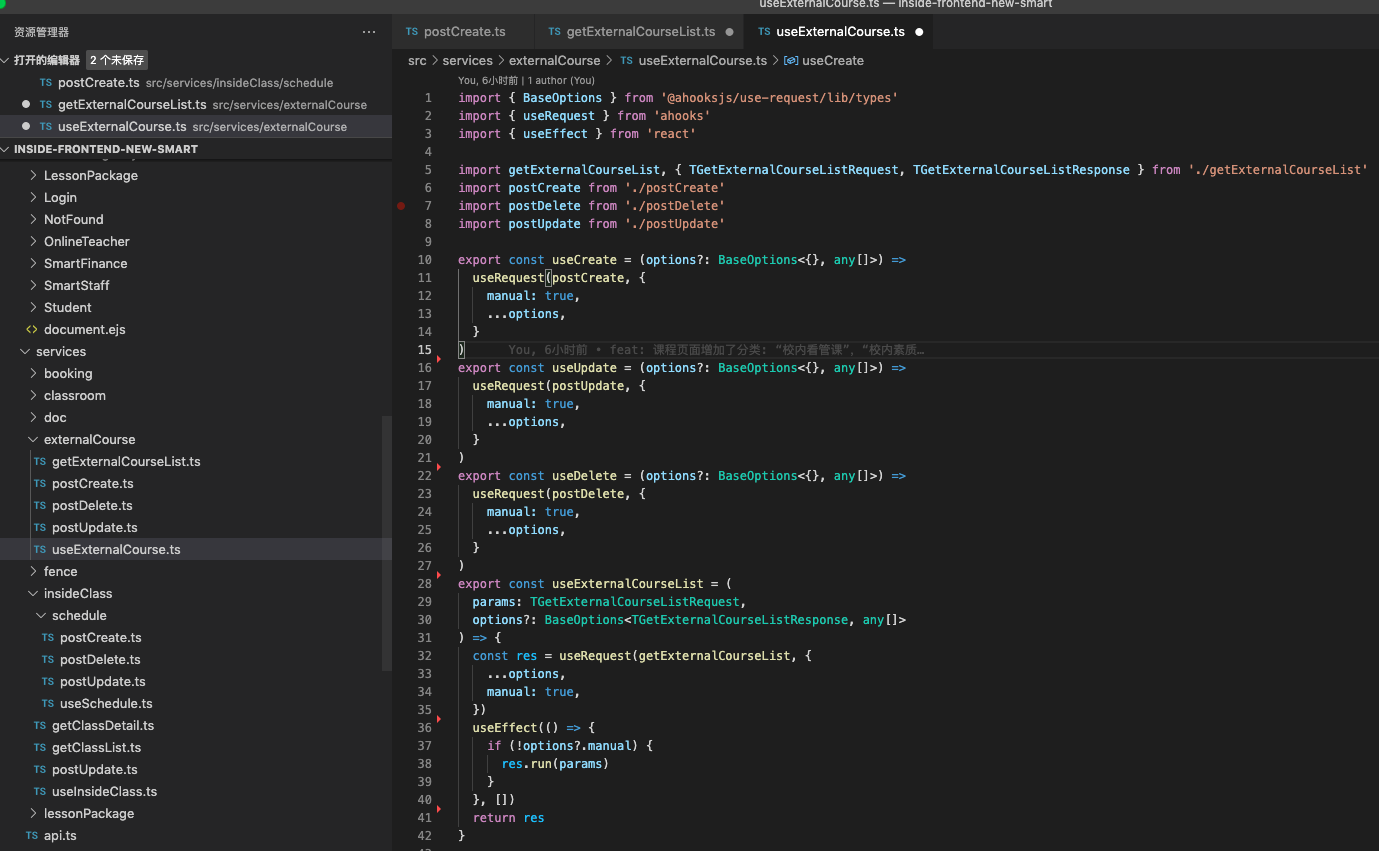 useExternalCourse.ts — inside-frontend-new-smart
资源管理器
打开的编辑器 2 个未保存
TS postCreate.ts src/services/insideClass/schedule
TS getExternalCourseList.ts src/services/externalCourse
TS useExternalCourse.ts src/services/externalCourse
INSIDE-FRONTEND-NEW-SMART
LessonPackage
Login
NotFound
OnlineTeacher
SmartFinance
SmartStaff
Student
<> document.ejs
services
booking
classroom
doc
externalCourse
TS getExternalCourseList.ts
TS postCreate.ts
TS postDelete.ts
TS postUpdate.ts
TS useExternalCourse.ts
fence
insideClass
schedule
TS postCreate.ts
TS postDelete.ts
TS postUpdate.ts
TS useSchedule.ts
TS getClassDetail.ts
TS getClassList.ts
TS postUpdate.ts
TS useInsideClass.ts
lessonPackage
TS api.ts
TS postCreate.ts TS getExternalCourseList.ts TS useExternalCourse.ts
src > services > externalCourse > TS useExternalCourse.ts > useCreate
You, 6小时前 | 1 author (You)
1 import { BaseOptions } from '@ahooksjs/use-request/lib/types'
2 import { useRequest } from 'ahooks'
3 import { useEffect } from 'react'
4
5 import getExternalCourseList, { TGetExternalCourseListRequest, TGetExternalCourseListResponse } from './getExternalCourseList'
6 import postCreate from './postCreate'
7 import postDelete from './postDelete'
8 import postUpdate from './postUpdate'
9
10 export const useCreate = (options?: BaseOptions<{}, any[]>) =>
11 useRequest(postCreate, {
12 manual: true,
13 ...options,
14 }
15 ) You, 6小时前 • feat: 课程页面增加了分类: “校内看管课”, “校内素质…
16 export const useUpdate = (options?: BaseOptions<{}, any[]>) =>
17 useRequest(postUpdate, {
18 manual: true,
19 ...options,
20 }
21 )
22 export const useDelete = (options?: BaseOptions<{}, any[]>) =>
23 useRequest(postDelete, {
24 manual: true,
25 ...options,
26 }
27 )
28 export const useExternalCourseList = (
29 params: TGetExternalCourseListRequest,
30 options?: BaseOptions<TGetExternalCourseListResponse, any[]>
31 ) => {
32 const res = useRequest(getExternalCourseList, {
33 ...options,
34 manual: true,
35 })
36 useEffect(() => {
37 if (!options?.manual) {
38 res.run(params)
39 }
40 }, [])
41 return res
42 }